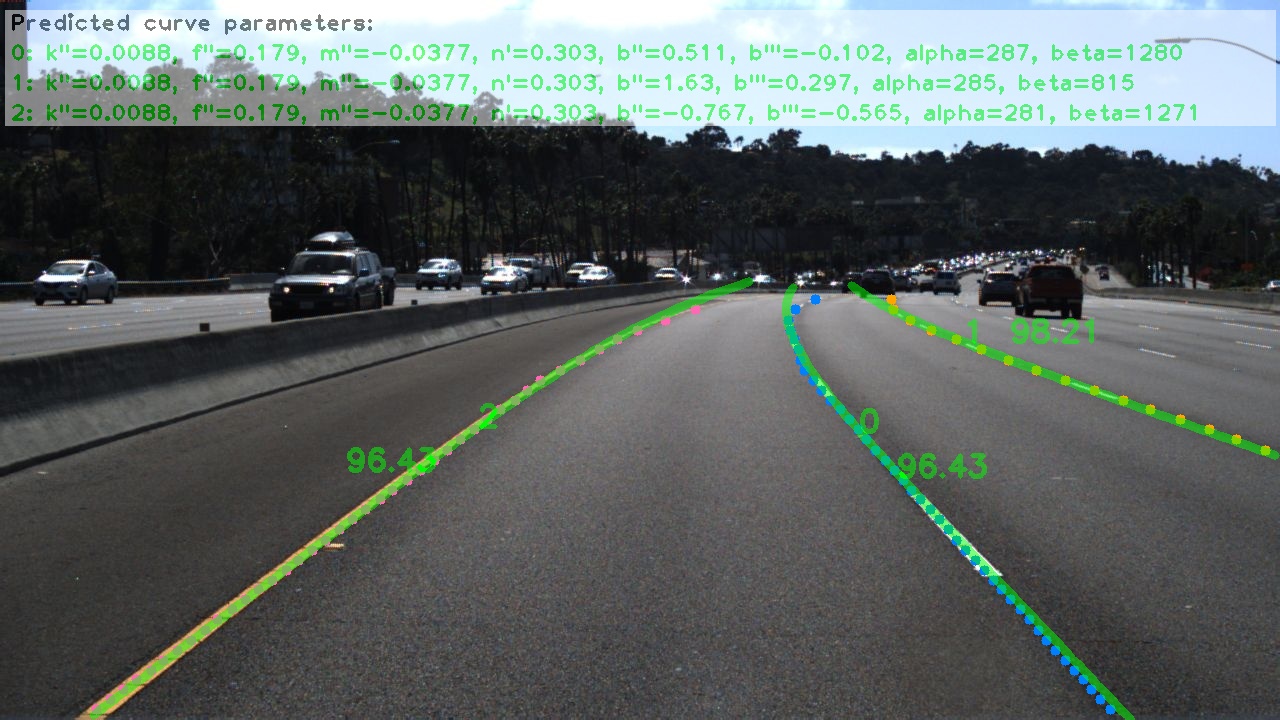 Predicted curve parameters:
0: k''=0.0088, f''=0.179, m''=-0.0377, n'=0.303, b''=0.511, b'''=-0.102, alpha=287, beta=1280
1: k''=0.0088, f''=0.179, m''=-0.0377, n'=0.303, b''=1.63, b'''=0.297, alpha=285, beta=815
2: k''=0.0088, f''=0.179, m''=-0.0377, n'=0.303, b''=-0.767, b'''=-0.565, alpha=281, beta=1271
1 98.21
2
0
96.43
96.43